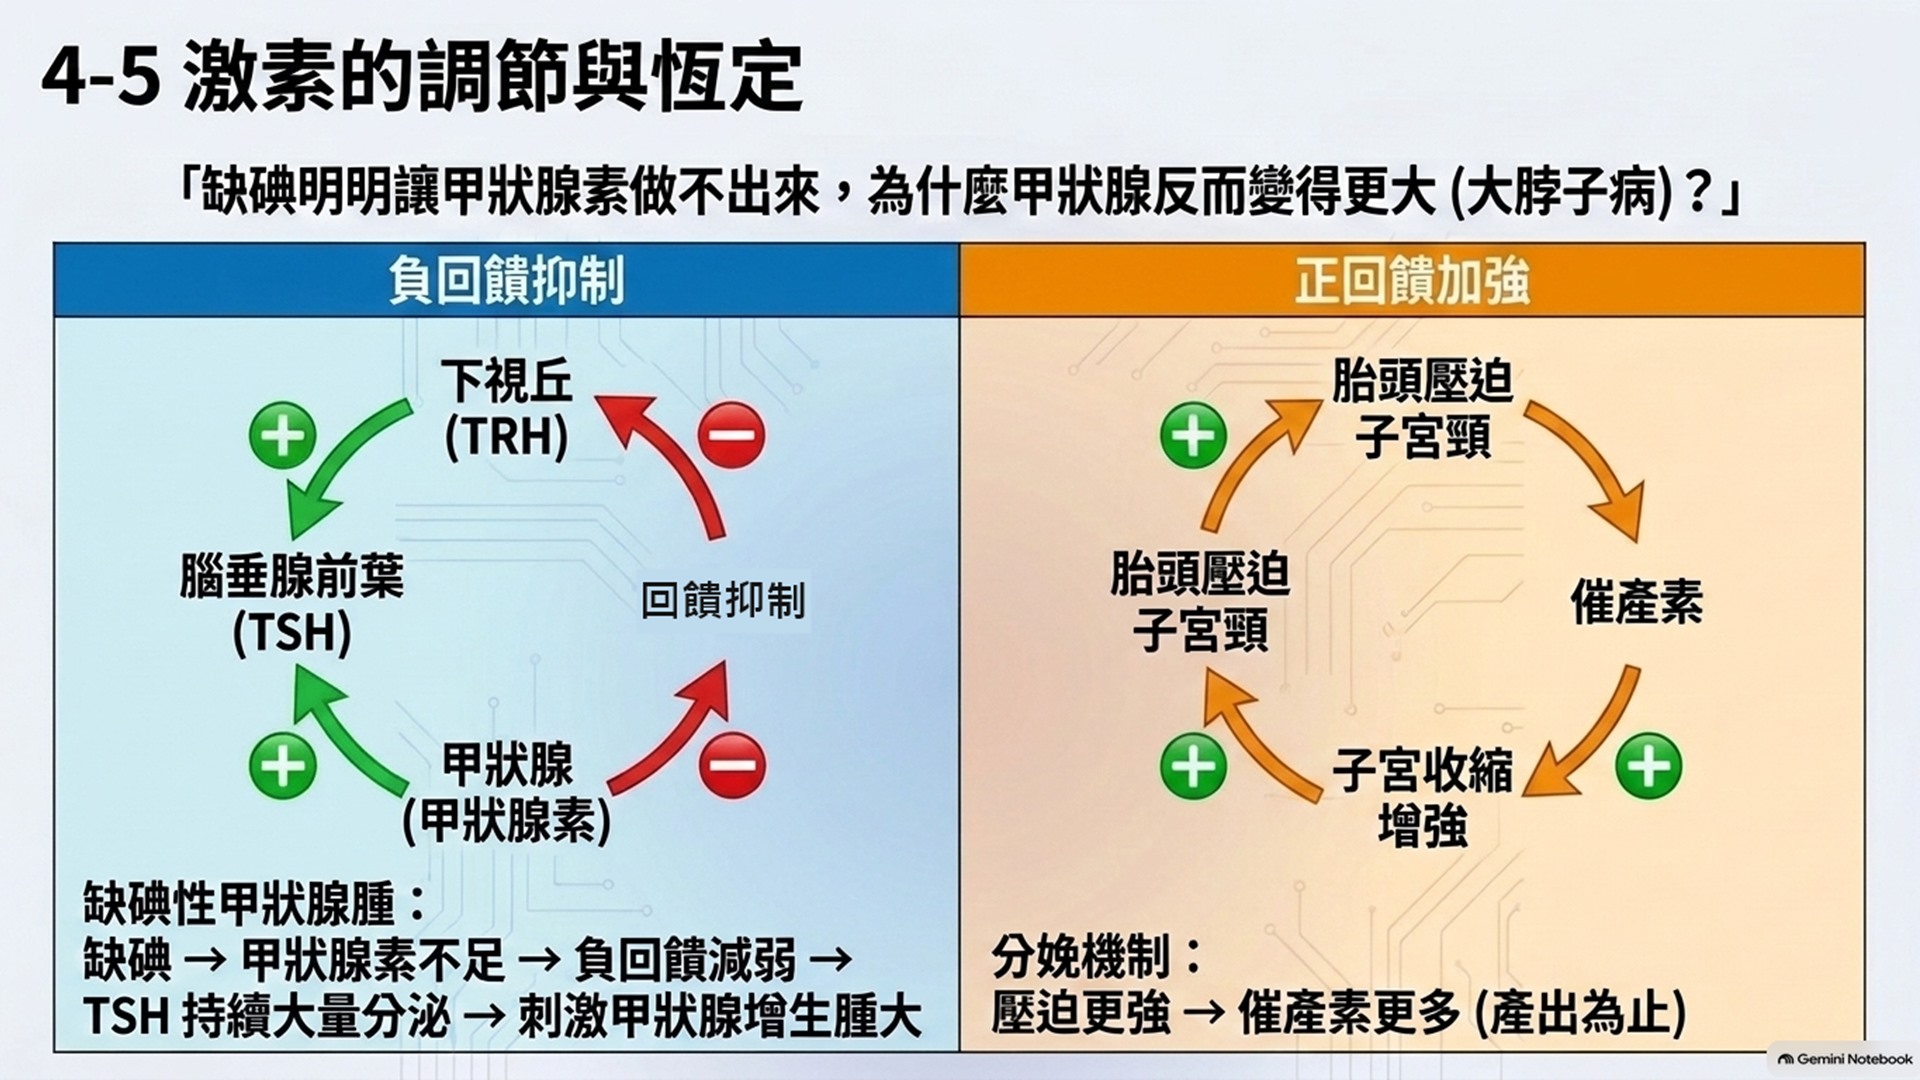 4-5 激素的調節與恆定
「缺碘明明讓甲狀腺素做不出來，為什麼甲狀腺反而變得更大 (大脖子病)？」
負回饋抑制
下視丘
(TRH)
腦垂腺前葉
(TSH)
回饋抑制
甲狀腺
(甲狀腺素)
缺碘性甲狀腺腫：
缺碘 → 甲狀腺素不足 → 負回饋減弱 →
TSH 持續大量分泌 → 刺激甲狀腺增生腫大
正回饋加強
胎頭壓迫
子宮頸
胎頭壓迫
子宮頸
催產素
子宮收縮
增強
分娩機制：
壓迫更強 → 催產素更多 (產出為止)
Gemini Notebook